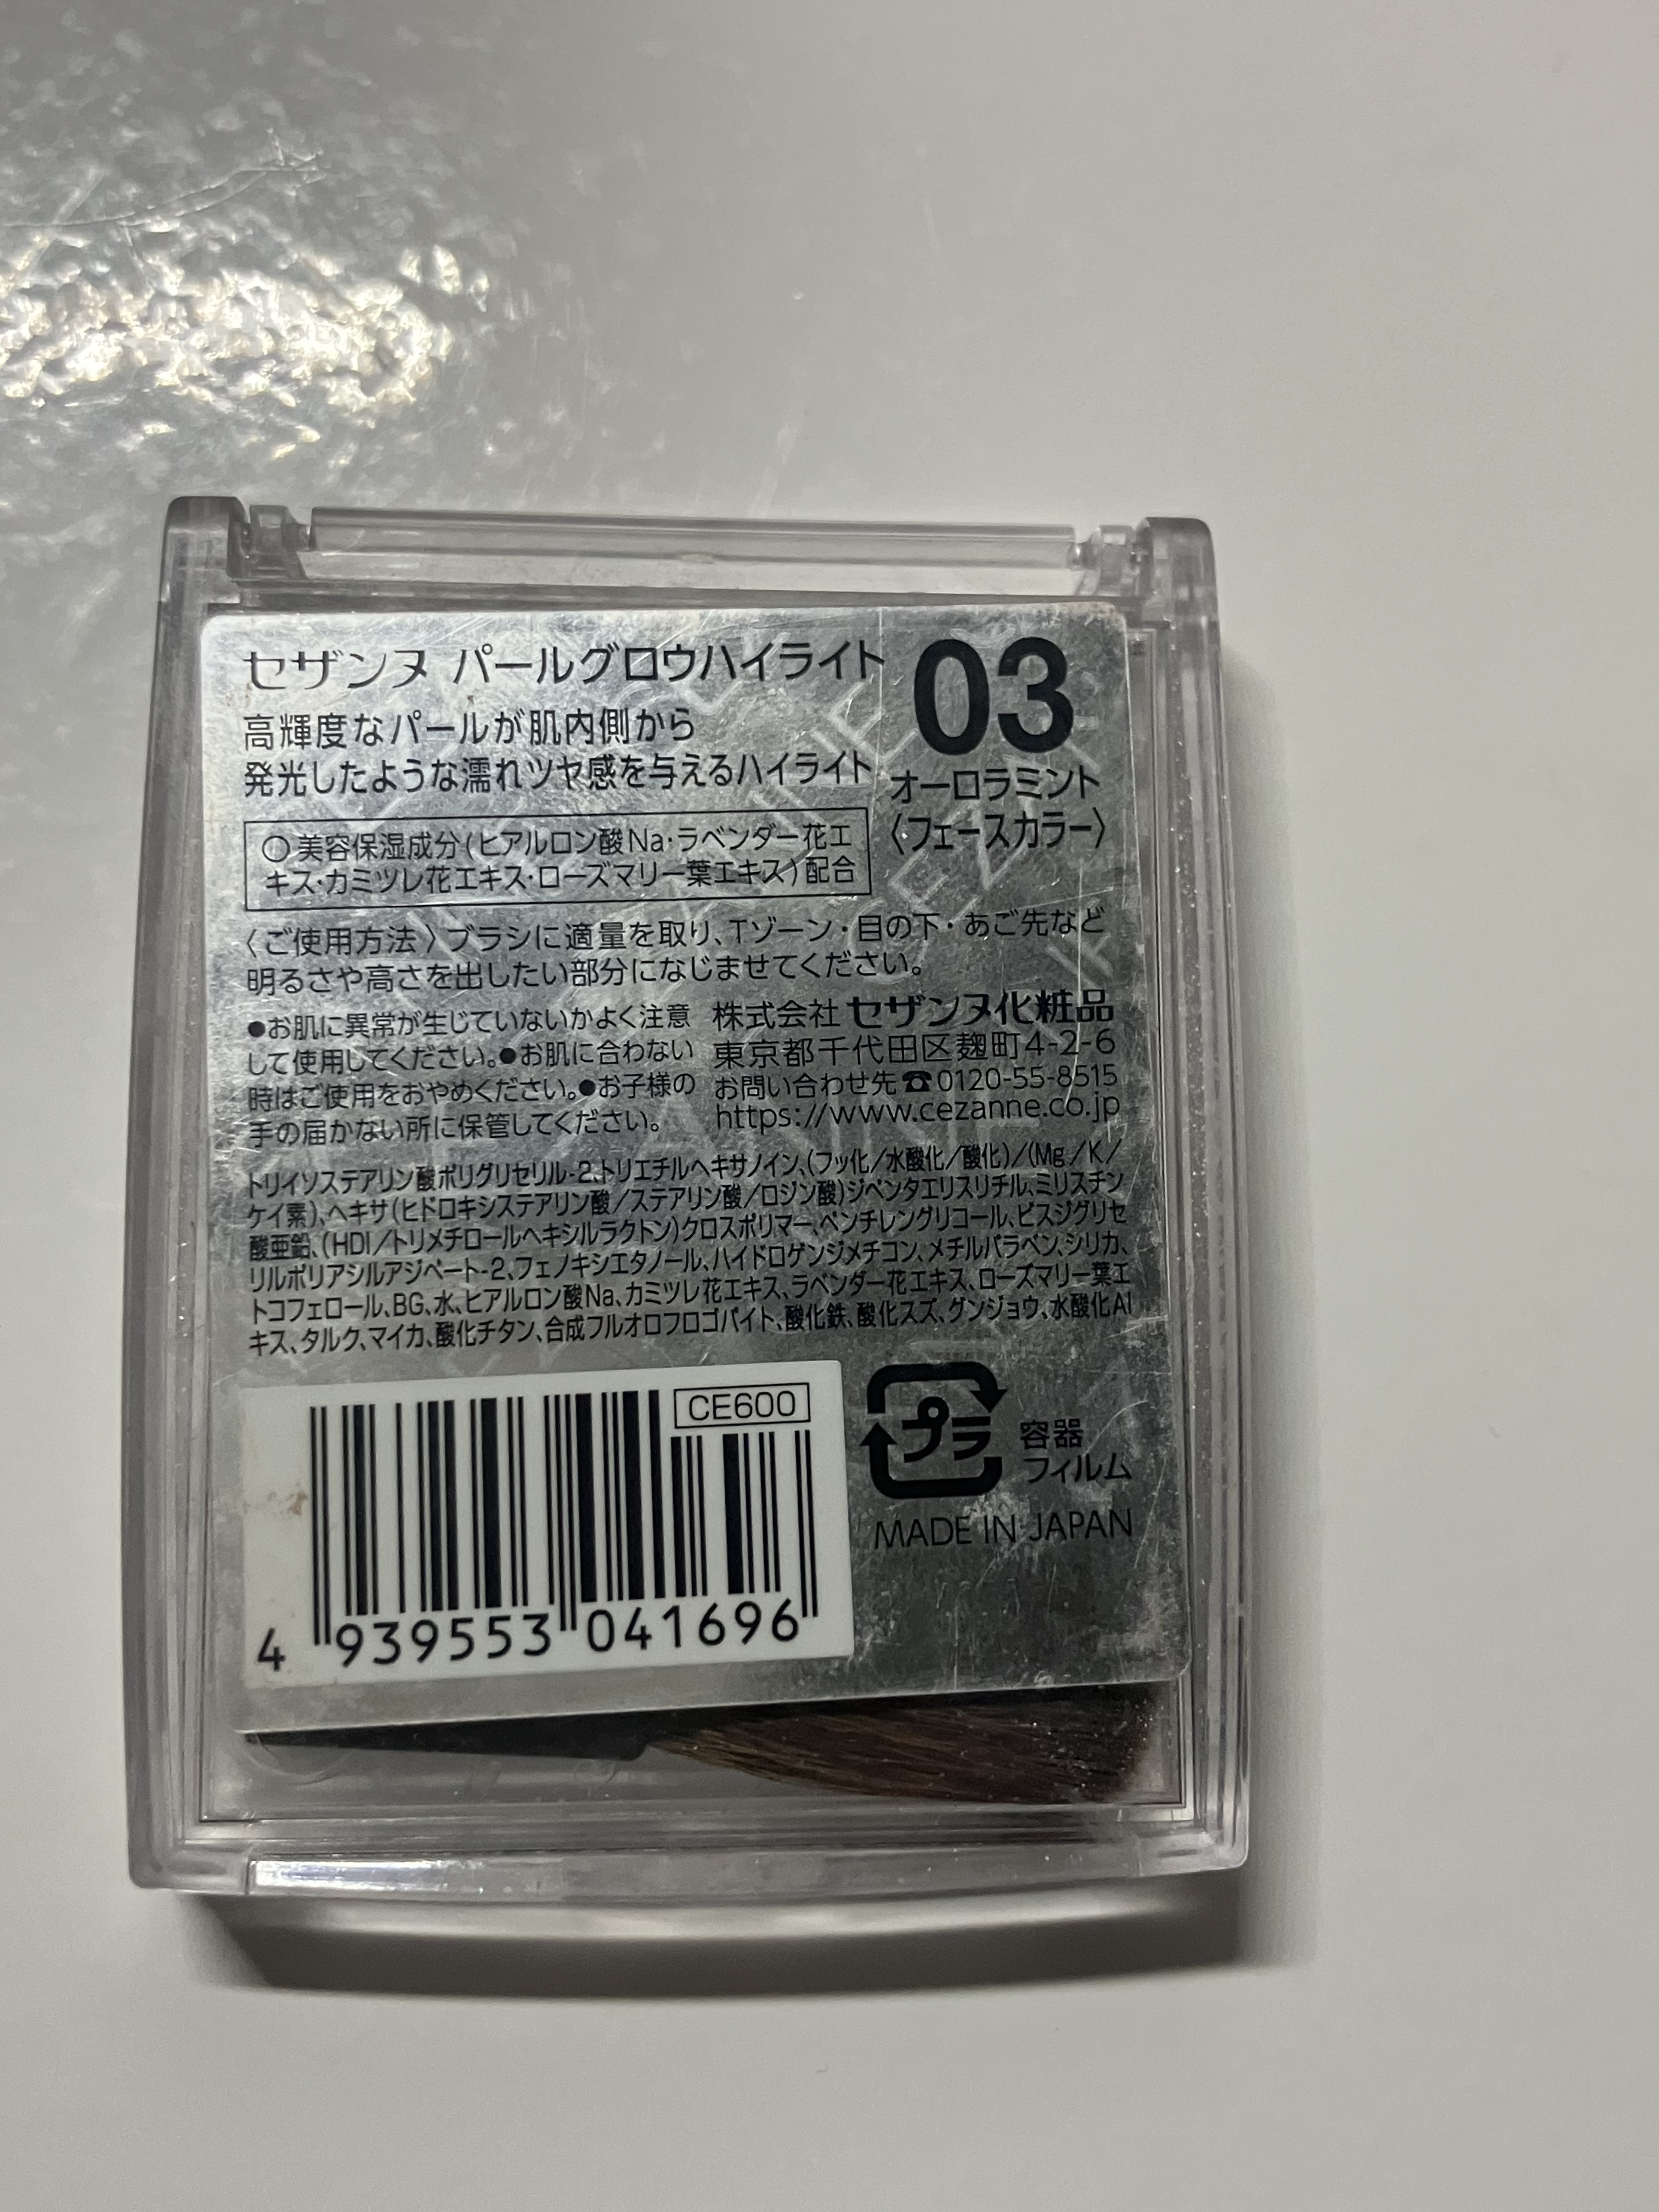 セザンヌ パールグロウハイライト
03
高輝度なパールが肌内側から
発光したような濡れツヤ感を与えるハイライト
オーロラミント
〈フェースカラー〉
○美容保湿成分(ヒアルロン酸Na・ラベンダー花エ
キス・カミツレ花エキス・ローズマリー葉エキス)配合
〈ご使用方法〉ブラシに適量を取り、Tゾーン・目の下・あご先など
明るさや高さを出したい部分になじませてください。
●お肌に異常が生じていないかよく注意
して使用してください。●お肌に合わない
時はご使用をおやめください。●お子様の
手の届かない所に保管してください。
株式会社 セザンヌ化粧品
東京都千代田区麹町4-2-6
お問い合わせ先☎0120-55-8515
https://www.cezanne.co.jp
トリイソステアリン酸ポリグリセリル-2、トリエチルヘキサノイン、(フッ化/水酸化/酸化)/(Mg/K/
ケイ素)、ヘキサ(ヒドロキシステアリン酸/ステアリン酸/ロジン酸)ジペンタエリスリチル、ミリスチン
酸亜鉛、(HDI/トリメチロールヘキシルラクトン)クロスポリマー、ペンチレングリコール、ビスジグリセ
リルポリアシルアジペート-2、フェノキシエタノール、ハイドロゲンジメチコン、メチルパラベン、シリカ、
トコフェロール、BG、水、ヒアルロン酸Na、カミツレ花エキス、ラベンダー花エキス、ローズマリー葉エ
キス、タルク、マイカ、酸化チタン、合成フルオロフロゴパイト、酸化鉄、酸化スズ、グンジョウ、水酸化Al
CE600
4 939553 041696
プラ
容器
フィルム
MADE IN JAPAN